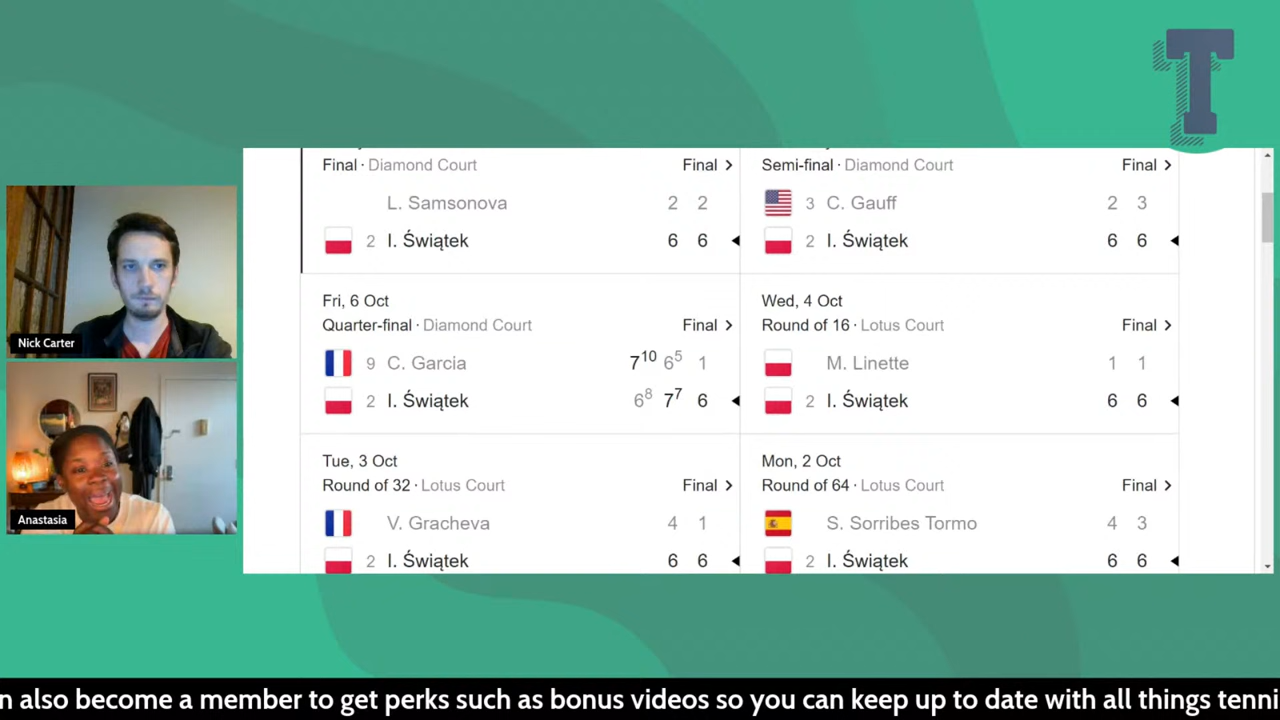 T
Final · Diamond Court Final >
L. Samsonova 2 2
2 I. Świątek 6 6
Semi-final · Diamond Court Final >
3 C. Gauff 2 3
2 I. Świątek 6 6
Fri, 6 Oct
Quarter-final · Diamond Court Final >
9 C. Garcia 7¹⁰ 6⁵ 1
2 I. Świątek 6⁸ 7⁷ 6
Wed, 4 Oct
Round of 16 · Lotus Court Final >
M. Linette 1 1
2 I. Świątek 6 6
Tue, 3 Oct
Round of 32 · Lotus Court Final >
V. Gracheva 4 1
2 I. Świątek 6 6
Mon, 2 Oct
Round of 64 · Lotus Court Final >
S. Sorribes Tormo 4 3
2 I. Świątek 6 6
Nick Carter
Anastasia
n also become a member to get perks such as bonus videos so you can keep up to date with all things tenni